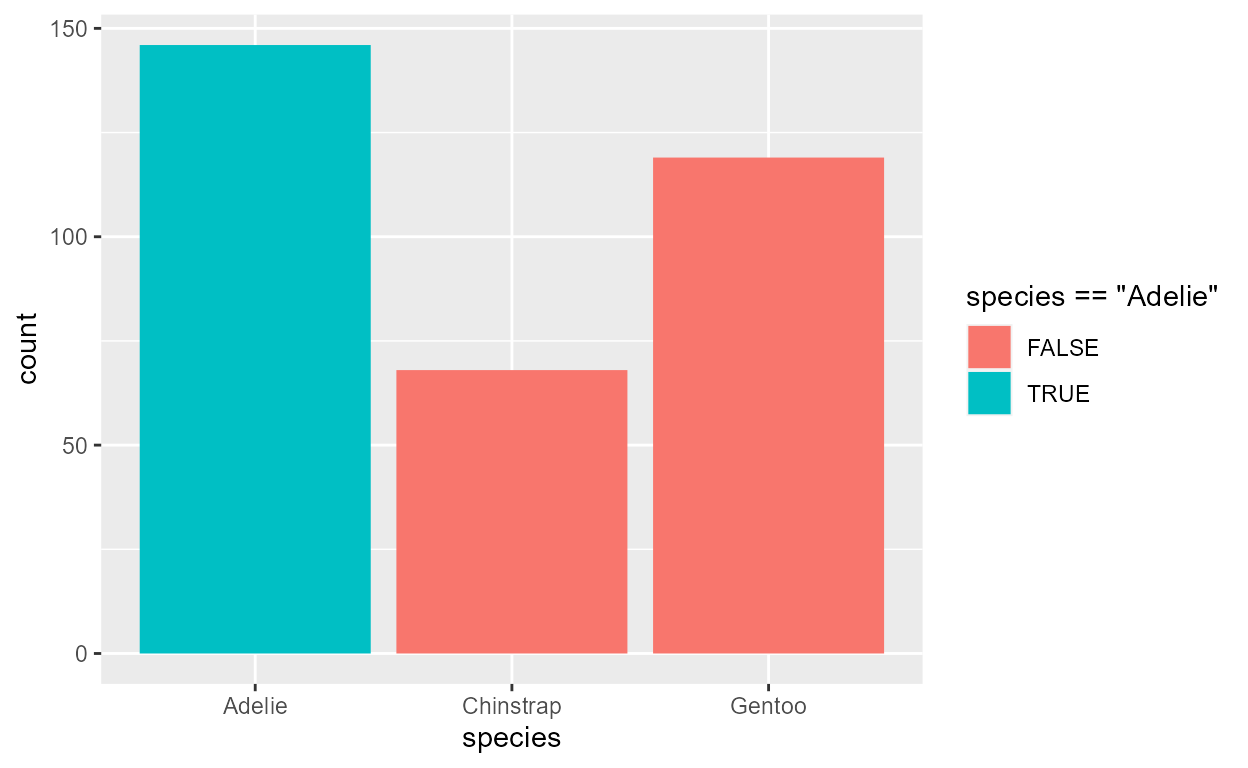 150
100
50
0
count
Adelie
Chinstrap
Gentoo
species
species == "Adelie"
FALSE
TRUE